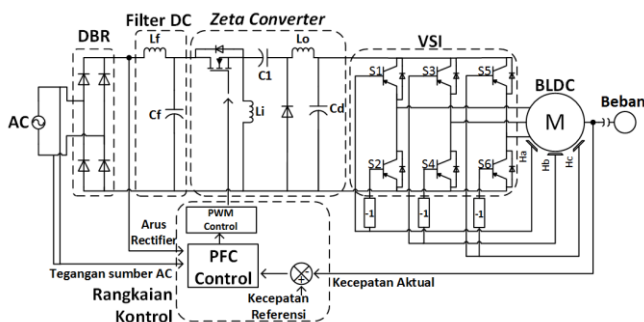 Filter DC
Zeta Converter
DBR
Lf
Lo
VSI
C1
S1
S3
S5
BLDC
Beban
AC
Cf
Li
Cd
M
Ha
Hb
Hc
S2
S4
S6
-1
-1
-1
PWM
Control
Arus
Rectifier
PFC
Control
+
-
Tegangan sumber AC
Kecepatan Aktual
Rangkaian
Kontrol
Kecepatan
Referensi